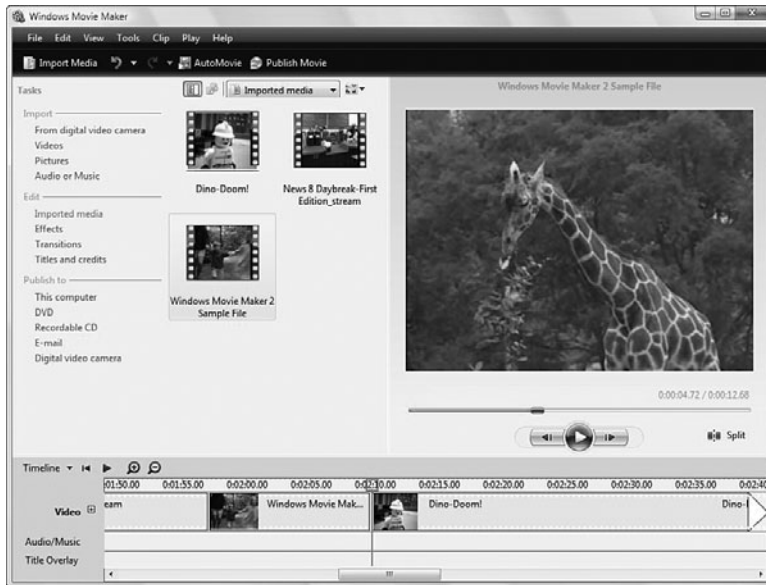 Windows Movie Maker
File Edit View Tools Clip Play Help
Import Media AutoMovie Publish Movie
Tasks
Imported media
Windows Movie Maker 2 Sample File
Import
From digital video camera
Videos
Pictures
Audio or Music
Edit
Imported media
Effects
Transitions
Titles and credits
Publish to
This computer
DVD
Recordable CD
E-mail
Digital video camera
Dino-Doom!
News 8 Daybreak-First
Edition_stream
Windows Movie Maker 2
Sample File
0:00:04.72 / 0:00:12.68
Split
Timeline
01:50.00 0:01:55.00 0:02:00.00 0:02:05.00 0:02:10.00 0:02:15.00 0:02:20.00 0:02:25.00 0:02:30.00 0:02:35.00 0:02:40
Video eam Windows Movie Mak... Dino-Doom! Dino-
Audio/Music
Title Overlay